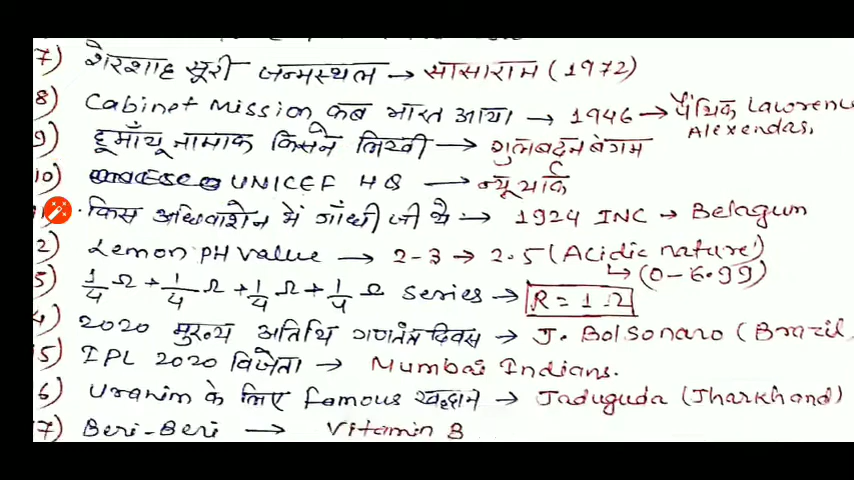 7) शेरशाह सूरी जन्मस्थल → सासाराम (1972)
8) Cabinet Mission कब भारत आया → 1946 → पैथिक Lawrence
Alexendas,
9) हूमाँयू नामाक किसने लिखी → गुलबदन बेगम
10) UNICEF HQ → न्यूयार्क
किस अधिवाशेन में गाँधी जी थे → 1924 INC → Belagum
2) Lemon PH value → 2-3 → 2.5 (Acidic nature)
↳ (0-6.99)
3) 1/4 Ω + 1/4 Ω + 1/4 Ω + 1/4 Ω series → R = 1 Ω
4) 2020 मुख्य अतिथि गणतंत्र दिवस → J. Bolsonaro (Brazil
5) IPL 2020 विजेता → Mumbai Indians.
6) Uranim के लिए famous खद्दान → Jaduguda (Jharkhand)
7) Beri-Beri → Vitamin B